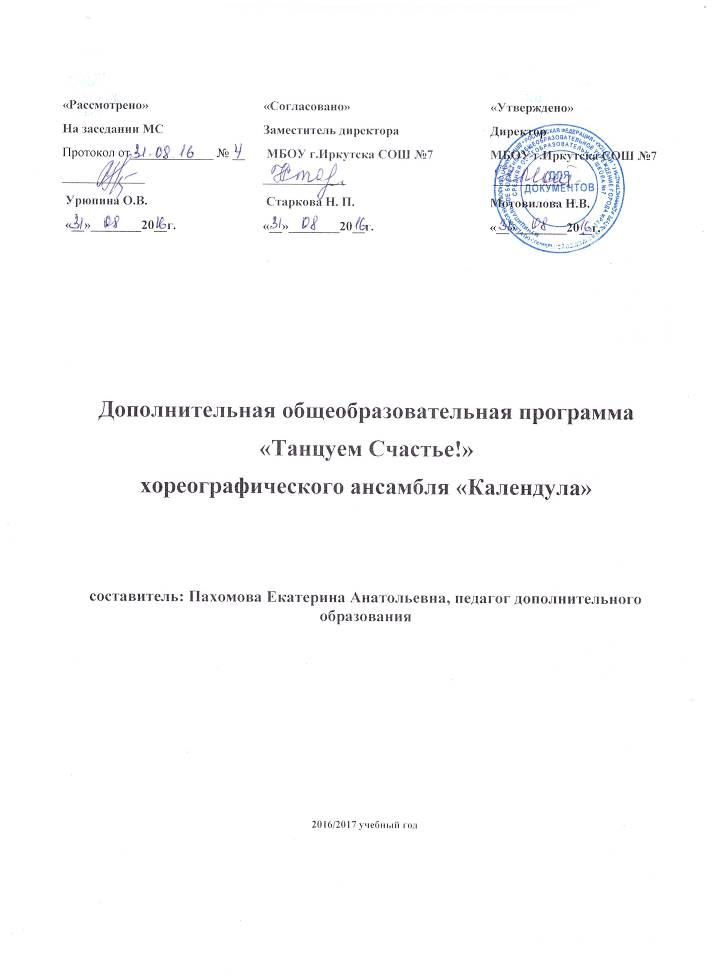 «Рассмотрено»
На заседании МС
Протокол от 31.08.16 № 4
Урюпина О.В.
«31» 08 2016г.
«Согласовано»
Заместитель директора
МБОУ г.Иркутска СОШ №7
Старкова Н. П.
«31» 08 2016г.
«Утверждено»
Директор
МБОУ г.Иркутска СОШ №7
ДЛЯ
ДОКУМЕНТОВ
Мотовилова Н.В.
«31» 08 2016г.
Дополнительная общеобразовательная программа
«Танцуем Счастье!»
хореографического ансамбля «Календула»
составитель: Пахомова Екатерина Анатольевна, педагог дополнительного
образования
2016/2017 учебный год